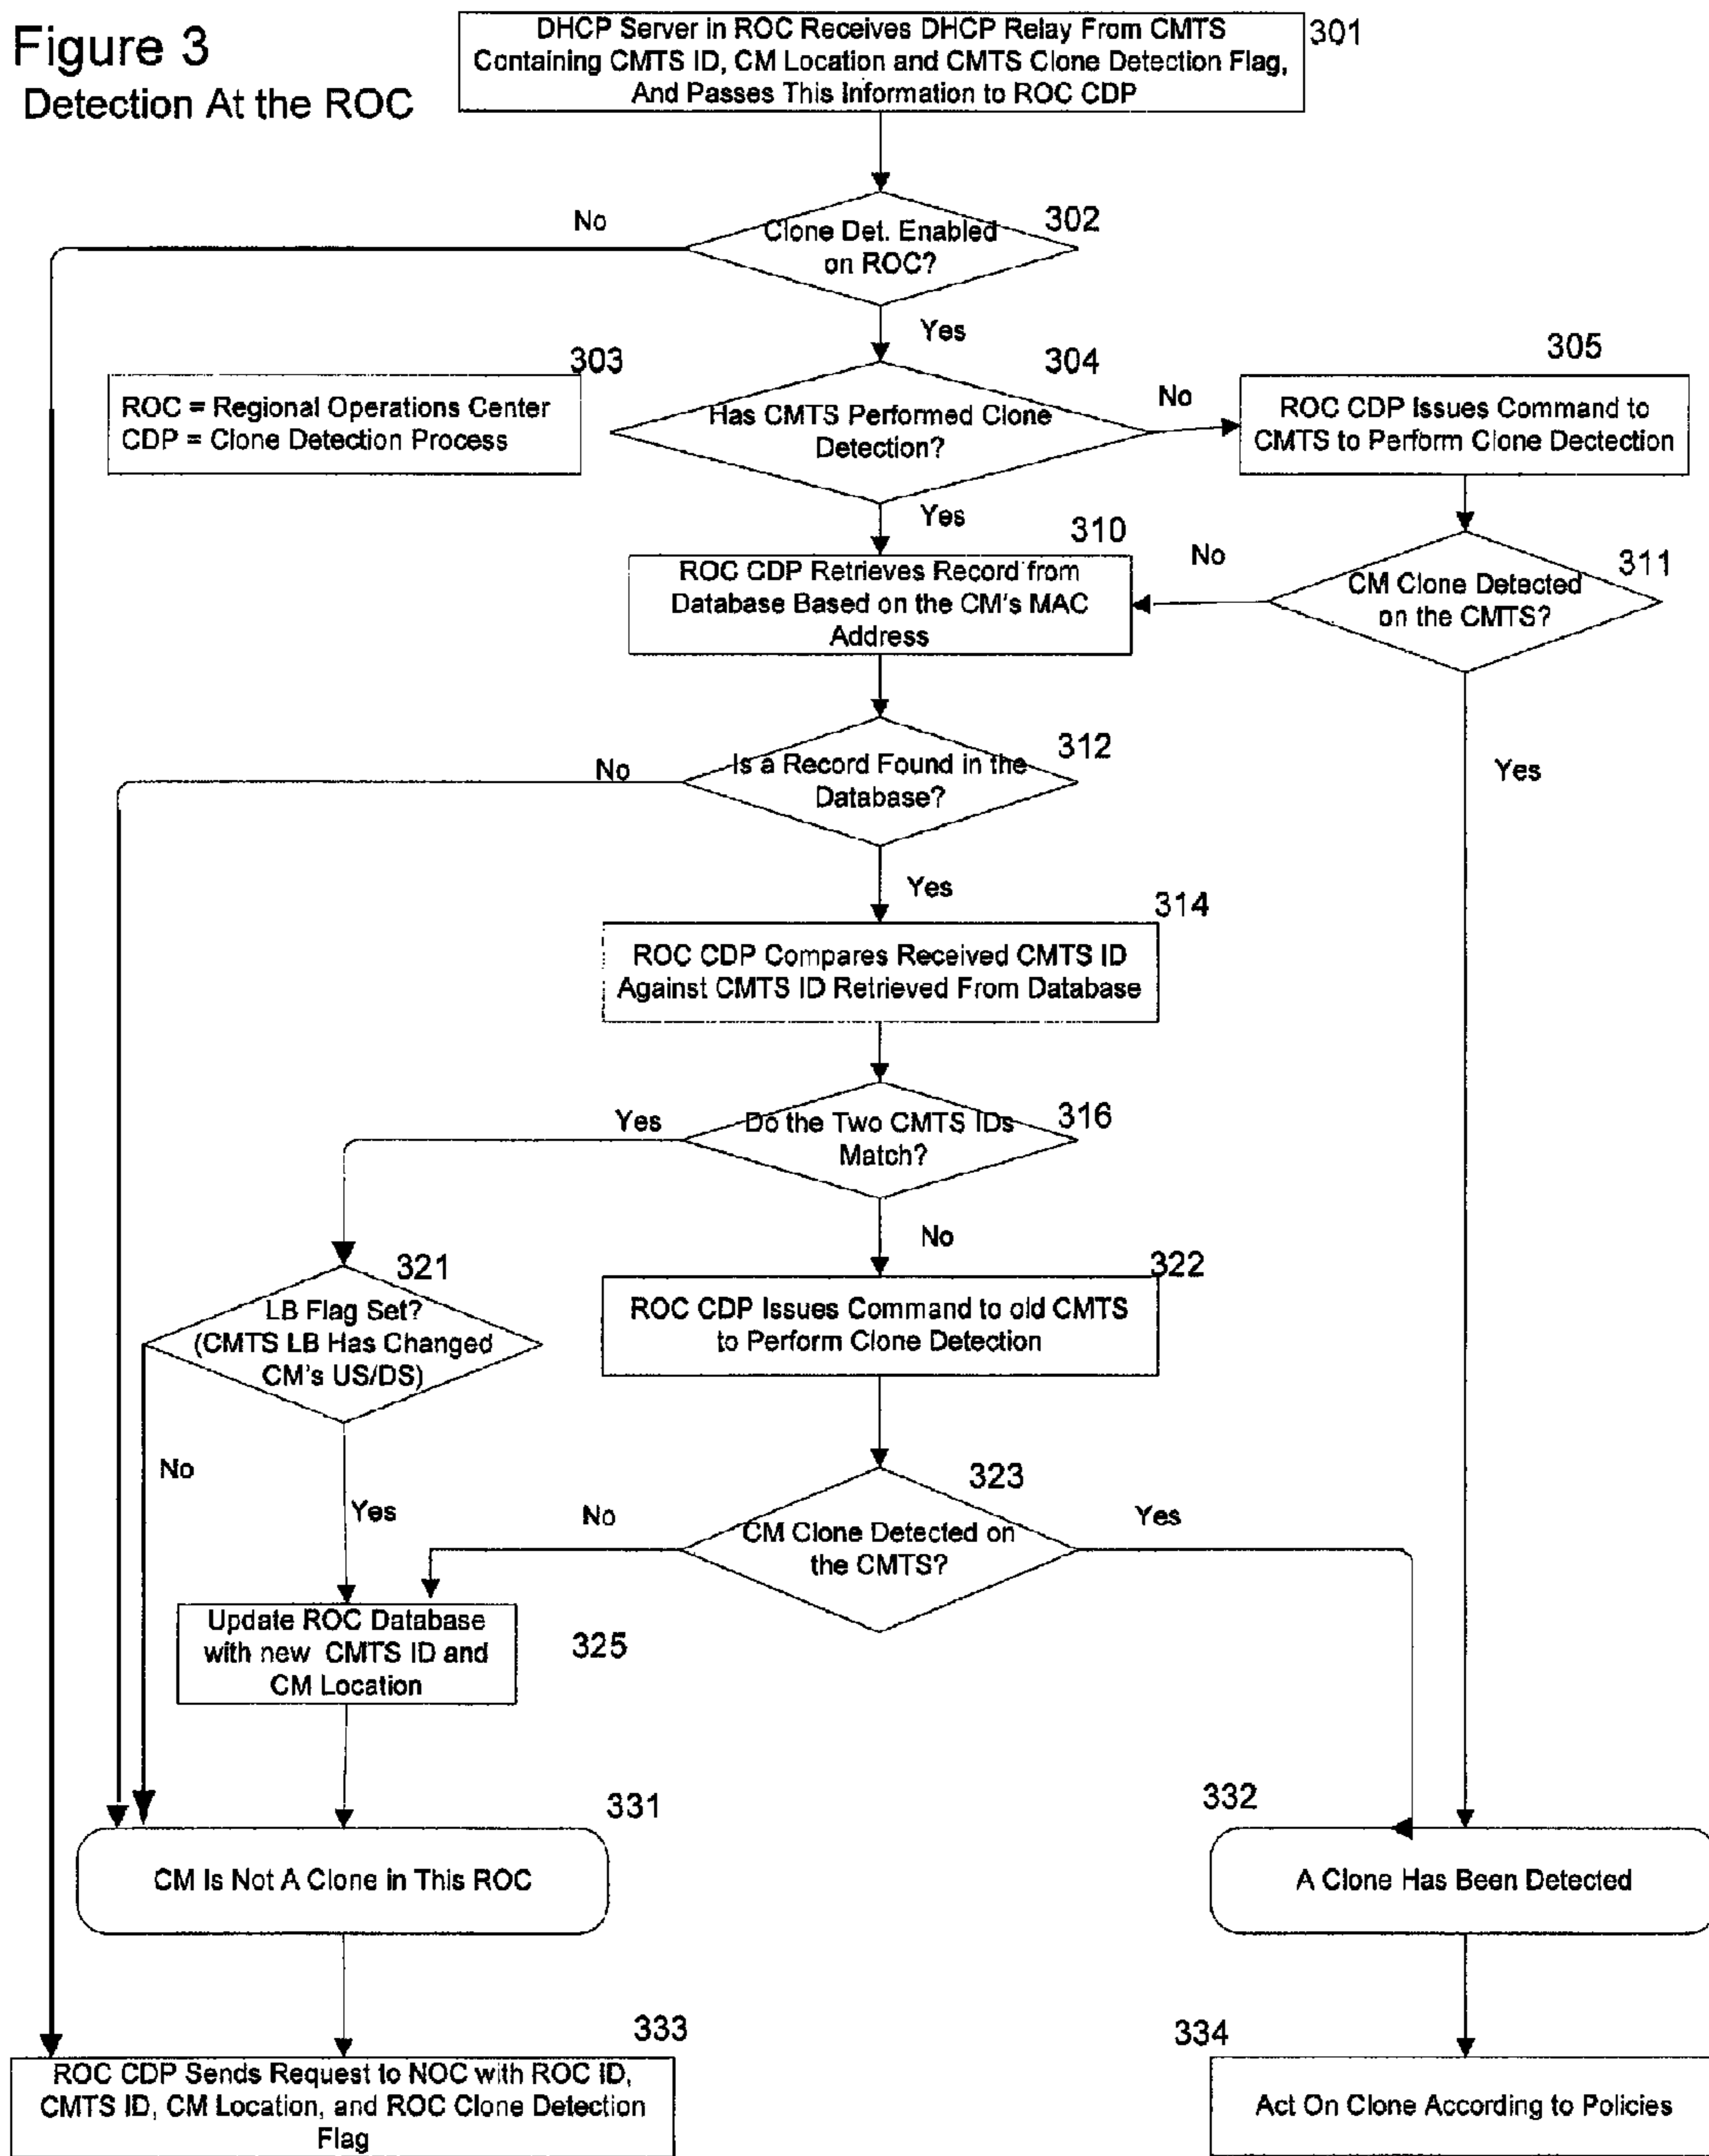 Figure 3
Detection At the ROC
DHCP Server in ROC Receives DHCP Relay From CMTS
Containing CMTS ID, CM Location and CMTS Clone Detection Flag,
And Passes This Information to ROC CDP
301
No
Clone Det. Enabled
on ROC?
302
Yes
303
ROC = Regional Operations Center
CDP = Clone Detection Process
304
Has CMTS Performed Clone
Detection?
No
305
ROC CDP Issues Command to
CMTS to Perform Clone Dectection
Yes
310
ROC CDP Retrieves Record from
Database Based on the CM's MAC
Address
No
311
CM Clone Detected
on the CMTS?
312
Is a Record Found in the
Database?
No
Yes
Yes
314
ROC CDP Compares Received CMTS ID
Against CMTS ID Retrieved From Database
Yes
Do the Two CMTS IDs
Match?
316
No
321
LB Flag Set?
(CMTS LB Has Changed
CM's US/DS)
322
ROC CDP Issues Command to old CMTS
to Perform Clone Detection
No
Yes
No
323
CM Clone Detected on
the CMTS?
Yes
Update ROC Database
with new CMTS ID and
CM Location
325
331
CM Is Not A Clone in This ROC
332
A Clone Has Been Detected
333
ROC CDP Sends Request to NOC with ROC ID,
CMTS ID, CM Location, and ROC Clone Detection
Flag
334
Act On Clone According to Policies